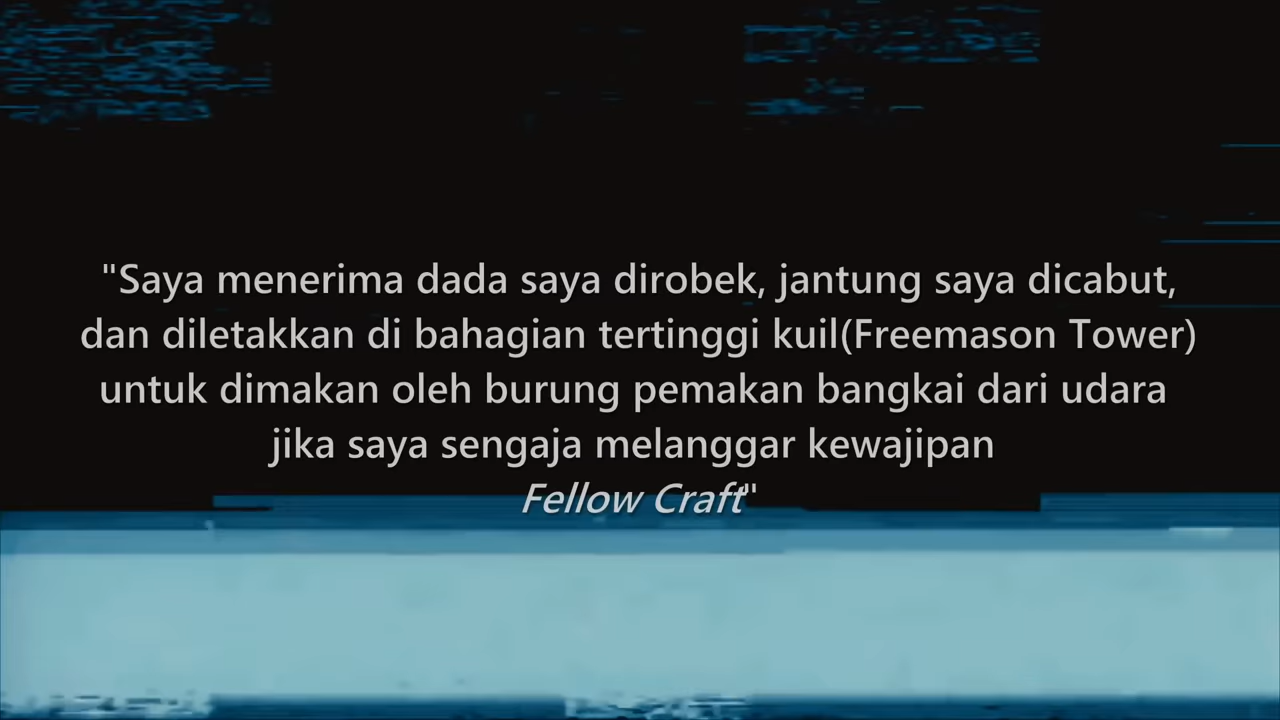 "Saya menerima dada saya dirobek, jantung saya dicabut,
dan diletakkan di bahagian tertinggi kuil(Freemason Tower)
untuk dimakan oleh burung pemakan bangkai dari udara
jika saya sengaja melanggar kewajipan
Fellow Craft"